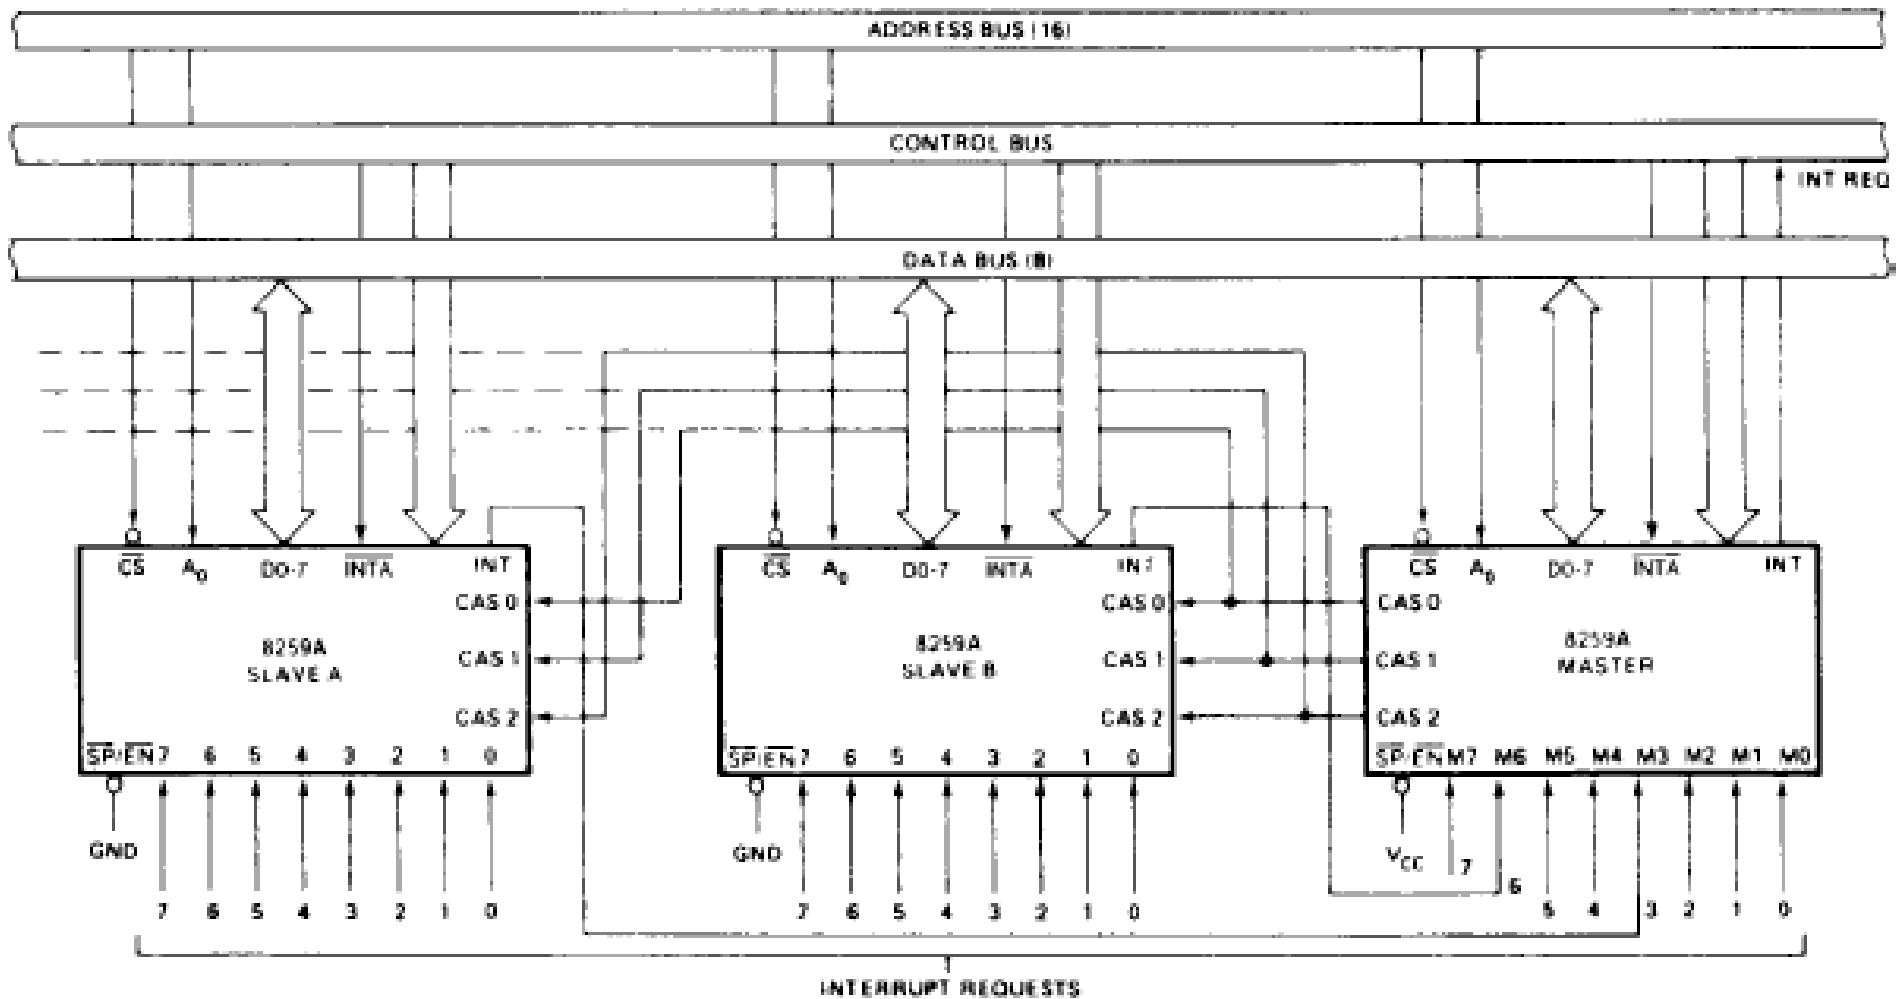 ADDRESS BUS (16)
CONTROL BUS
INT REQ
DATA BUS (8)
CS A0 D0-7 INTA INT
CAS 0
8259A
SLAVE A
CAS 1
CAS 2
SP/EN 7 6 5 4 3 2 1 0
GND
7 6 5 4 3 2 1 0
CS A0 D0-7 INTA INT
CAS 0
8259A
SLAVE B
CAS 1
CAS 2
SP/EN 7 6 5 4 3 2 1 0
GND
7 6 5 4 3 2 1 0
CS A0 D0-7 INTA INT
CAS 0
8259A
MASTER
CAS 1
CAS 2
SP/EN M7 M6 M5 M4 M3 M2 M1 M0
VCC
7 6 5 4 3 2 1 0
INTERRUPT REQUESTS